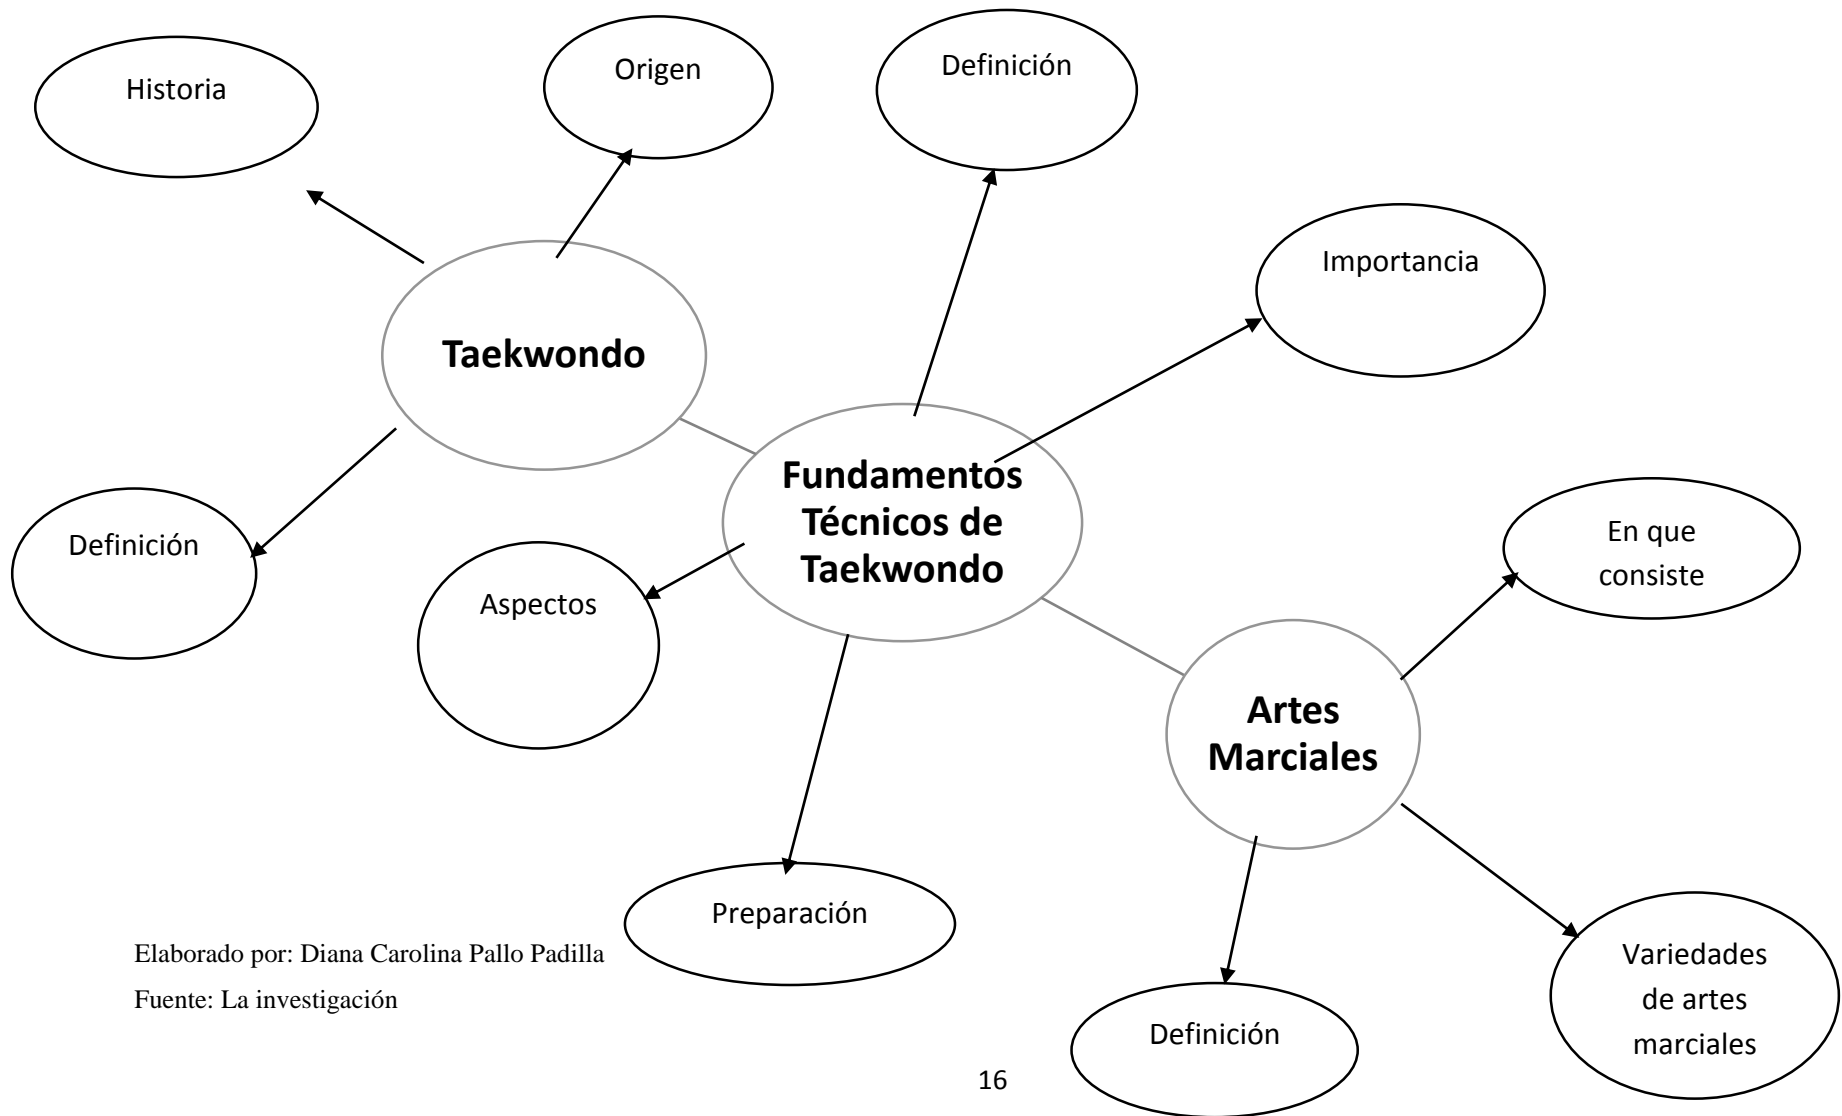 Historia
Origen
Definición
Importancia
Taekwondo
Fundamentos
Técnicos de
Taekwondo
En que
consiste
Definición
Aspectos
Artes
Marciales
Preparación
Variedades
de artes
marciales
Definición
Elaborado por: Diana Carolina Pallo Padilla
Fuente: La investigación
16